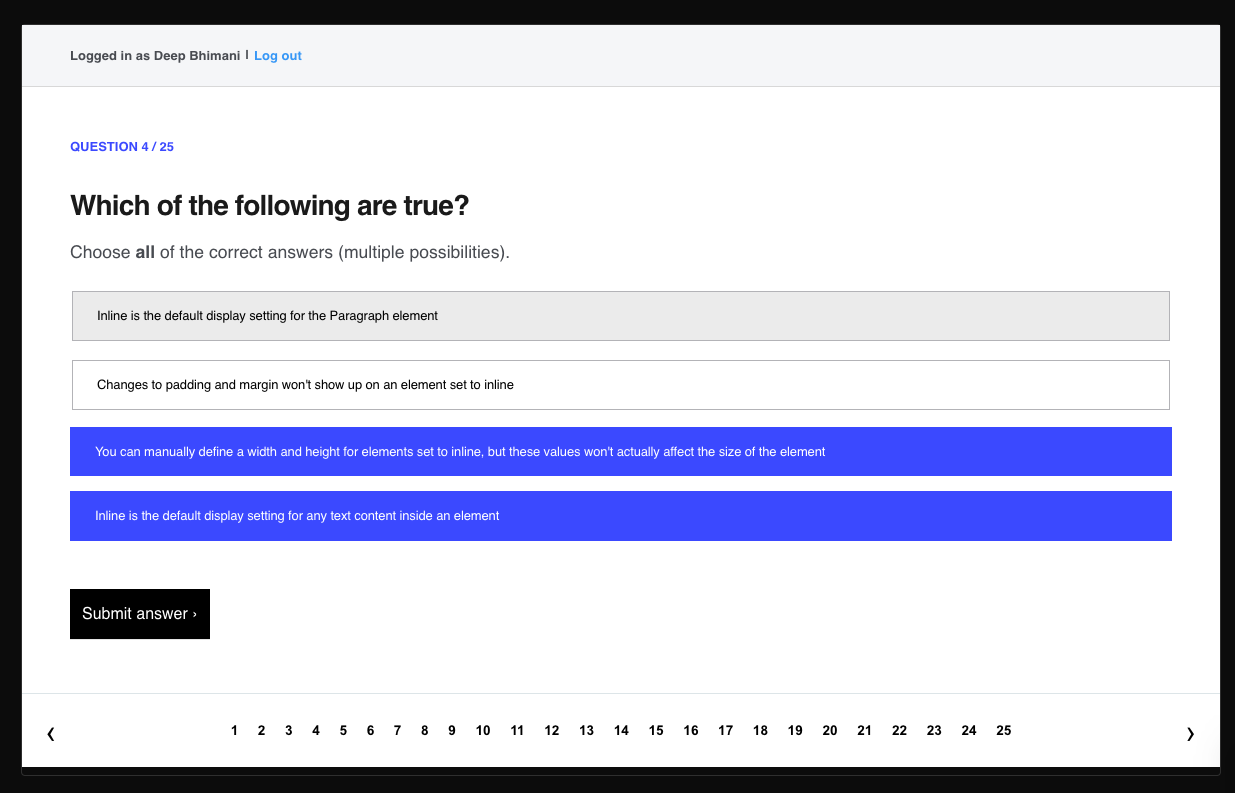 Logged in as Deep Bhimani | Log out
QUESTION 4 / 25
Which of the following are true?
Choose all of the correct answers (multiple possibilities).
Inline is the default display setting for the Paragraph element
Changes to padding and margin won't show up on an element set to inline
You can manually define a width and height for elements set to inline, but these values won't actually affect the size of the element
Inline is the default display setting for any text content inside an element
Submit answer ›
❮ 1 2 3 4 5 6 7 8 9 10 11 12 13 14 15 16 17 18 19 20 21 22 23 24 25 ❯